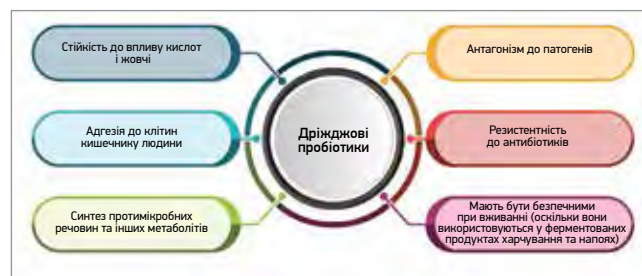 Стійкість до впливу кислот
і жовчі
Адгезія до клітин
кишечнику людини
Синтез протимікробних
речовин та інших метаболітів
Дріжджові
пробіотики
Антагонізм до патогенів
Резистентність
до антибіотиків
Мають бути безпечними
при вживанні (оскільки вони
використовуються у ферментованих
продуктах харчування та напоях)